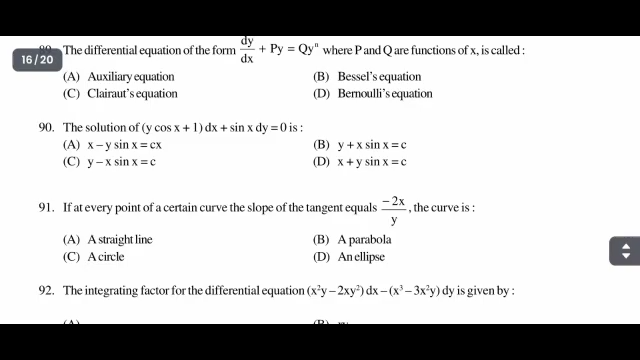 89. The differential equation of the form dy/dx + Py = Qyⁿ where P and Q are functions of x, is called :
16 / 20
(A) Auxiliary equation (B) Bessel's equation
(C) Clairaut's equation (D) Bernoulli's equation
90. The solution of (y cos x + 1) dx + sin x dy = 0 is :
(A) x – y sin x = cx (B) y + x sin x = c
(C) y – x sin x = c (D) x + y sin x = c
91. If at every point of a certain curve the slope of the tangent equals – 2x/y, the curve is :
(A) A straight line (B) A parabola
(C) A circle (D) An ellipse
92. The integrating factor for the differential equation (x²y – 2xy²) dx – (x³ – 3x²y) dy is given by :
(A) (B) xy